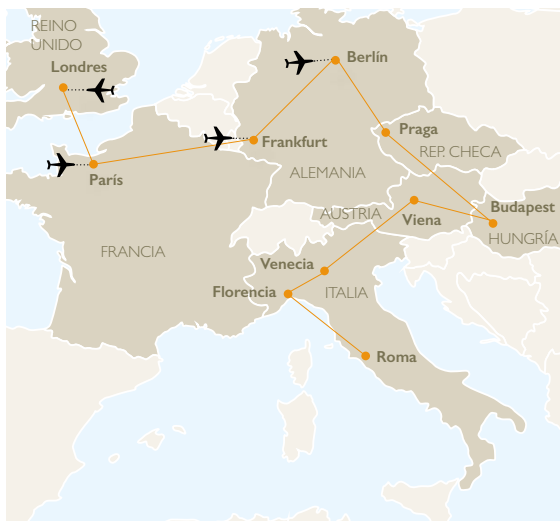 REINO
UNIDO
Londres
Berlín
Frankfurt
Praga
REP. CHECA
París
ALEMANIA
AUSTRIA
Viena
Budapest
HUNGRÍA
FRANCIA
Venecia
Florencia
ITALIA
Roma